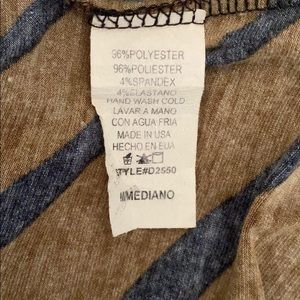 96%POLYESTER
96%POLIESTER
4%SPANDEX
4%ELASTANO
HAND WASH COLD
LAVAR A MANO
CON AGUA FRIA
MADE IN USA
HECHO EN EUA
STYLE#D2550
M/MEDIANO